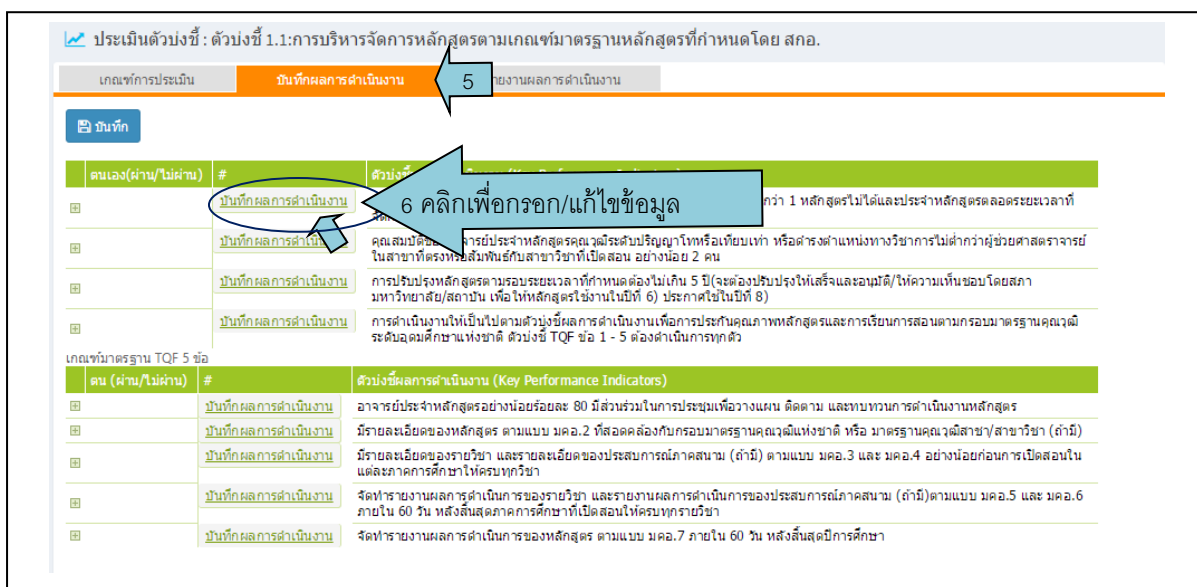 ประเมินตัวบ่งชี้ : ตัวบ่งชี้ 1.1:การบริหารจัดการหลักสูตรตามเกณฑ์มาตรฐานหลักสูตรที่กำหนดโดย สกอ.
เกณฑ์การประเมิน บันทึกผลการดำเนินงาน 5 ยงานผลการดำเนินงาน
บันทึก
ตนเอง(ผ่าน/ไม่ผ่าน) # ตัวบ่งชี้
บันทึกผลการดำเนินงาน 6 คลิกเพื่อกรอก/แก้ไขข้อมูล กว่า 1 หลักสูตรไม่ได้และประจำหลักสูตรตลอดระยะเวลาที่
บันทึกผลการดำเนินงาน คุณสมบัติของ จารย์ประจำหลักสูตรคุณวุฒิระดับปริญญาโทหรือเทียบเท่า หรือดำรงตำแหน่งทางวิชาการไม่ต่ำกว่าผู้ช่วยศาสตราจารย์
ในสาขาที่ตรงหรือสัมพันธ์กับสาขาวิชาที่เปิดสอน อย่างน้อย 2 คน
บันทึกผลการดำเนินงาน การปรับปรุงหลักสูตรตามรอบระยะเวลาที่กำหนดต้องไม่เกิน 5 ปี(จะต้องปรับปรุงให้เสร็จและอนุมัติ/ให้ความเห็นชอบโดยสภา
มหาวิทยาลัย/สถาบัน เพื่อให้หลักสูตรใช้งานในปีที่ 6) ประกาศใช้ในปีที่ 8)
บันทึกผลการดำเนินงาน การดำเนินงานให้เป็นไปตามตัวบ่งชี้ผลการดำเนินงานเพื่อการประกันคุณภาพหลักสูตรและการเรียนการสอนตามกรอบมาตรฐานคุณวุฒิ
ระดับอุดมศึกษาแห่งชาติ ตัวบ่งชี้ TQF ข้อ 1 - 5 ต้องดำเนินการทุกตัว
เกณฑ์มาตรฐาน TQF 5 ข้อ
ตน (ผ่าน/ไม่ผ่าน) # ตัวบ่งชี้ผลการดำเนินงาน (Key Performance Indicators)
บันทึกผลการดำเนินงาน อาจารย์ประจำหลักสูตรอย่างน้อยร้อยละ 80 มีส่วนร่วมในการประชุมเพื่อวางแผน ติดตาม และทบทวนการดำเนินงานหลักสูตร
บันทึกผลการดำเนินงาน มีรายละเอียดของหลักสูตร ตามแบบ มคอ.2 ที่สอดคล้องกับกรอบมาตรฐานคุณวุฒิแห่งชาติ หรือ มาตรฐานคุณวุฒิสาขา/สาขาวิชา (ถ้ามี)
บันทึกผลการดำเนินงาน มีรายละเอียดของรายวิชา และรายละเอียดของประสบการณ์ภาคสนาม (ถ้ามี) ตามแบบ มคอ.3 และ มคอ.4 อย่างน้อยก่อนการเปิดสอนใน
แต่ละภาคการศึกษาให้ครบทุกวิชา
บันทึกผลการดำเนินงาน จัดทำรายงานผลการดำเนินการของรายวิชา และรายงานผลการดำเนินการของประสบการณ์ภาคสนาม (ถ้ามี)ตามแบบ มคอ.5 และ มคอ.6
ภายใน 60 วัน หลังสิ้นสุดภาคการศึกษาที่เปิดสอนให้ครบทุกรายวิชา
บันทึกผลการดำเนินงาน จัดทำรายงานผลการดำเนินการของหลักสูตร ตามแบบ มคอ.7 ภายใน 60 วัน หลังสิ้นสุดปีการศึกษา